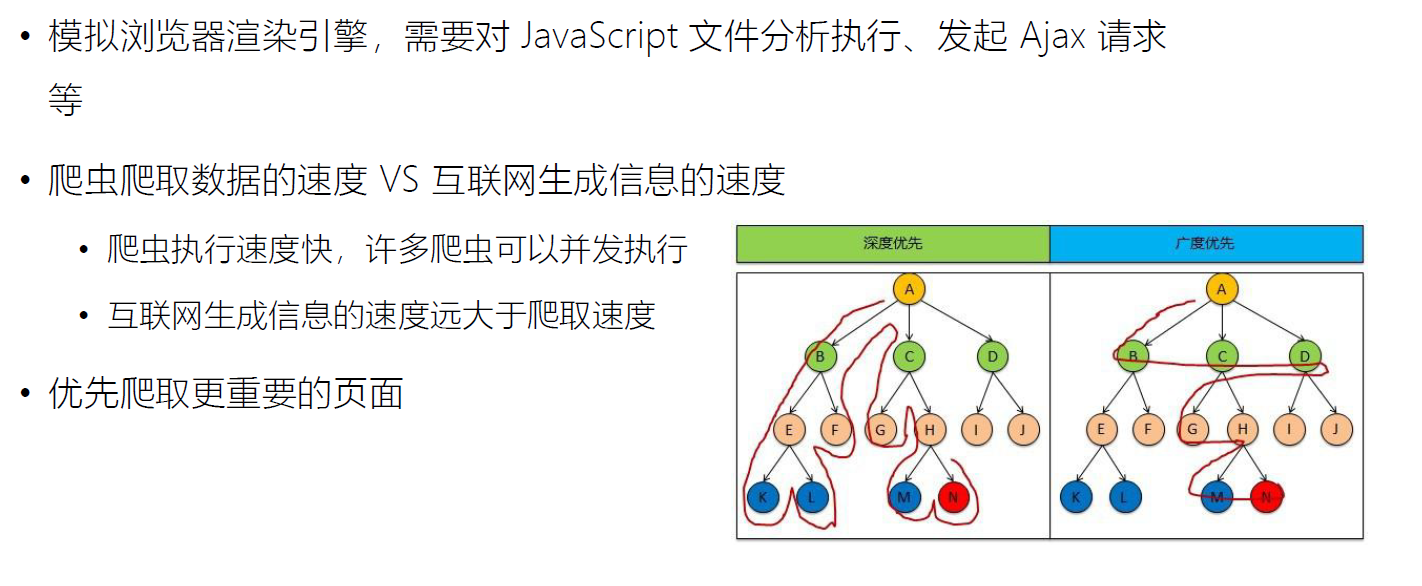 • 模拟浏览器渲染引擎，需要对 JavaScript 文件分析执行、发起 Ajax 请求
等
• 爬虫爬取数据的速度 VS 互联网生成信息的速度
• 爬虫执行速度快，许多爬虫可以并发执行
• 互联网生成信息的速度远大于爬取速度
• 优先爬取更重要的页面
深度优先
A
B C D
E F G H I J
K L M N
广度优先
A
B C D
E F G H I J
K L M N